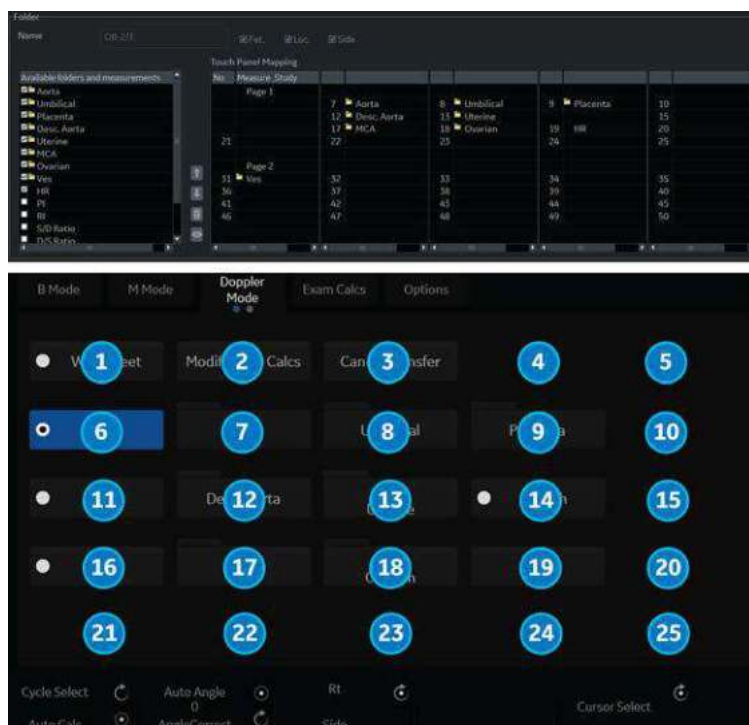 Folder
Name OB-2/3 Fet. Loc. Side
Touch Panel Mapping
Available folders and measurements No Measure Study
Aorta Page 1
Umbilical 7 Aorta 8 Umbilical 9 Placenta 10
Placenta 12 Desc. Aorta 13 Uterine 15
Desc. Aorta 17 MCA 18 Ovarian 19 HR 20
Uterine 21 22 23 24 25
MCA
Ovarian Page 2
Ves 31 Ves 32 33 34 35
HR 36 37 38 39 40
PI 41 42 43 44 45
RI 46 47 48 49 50
S/D Ratio
D/S Ratio
B Mode M Mode Doppler Mode Exam Calcs Options
1 2 Calcs 3 4 5
6 7 8 9 10
11 12 13 14 15
16 17 18 19 20
21 22 23 24 25
Cycle Select Auto Angle Rt
0 Cursor Select
Auto Calc AngleCorrect Side